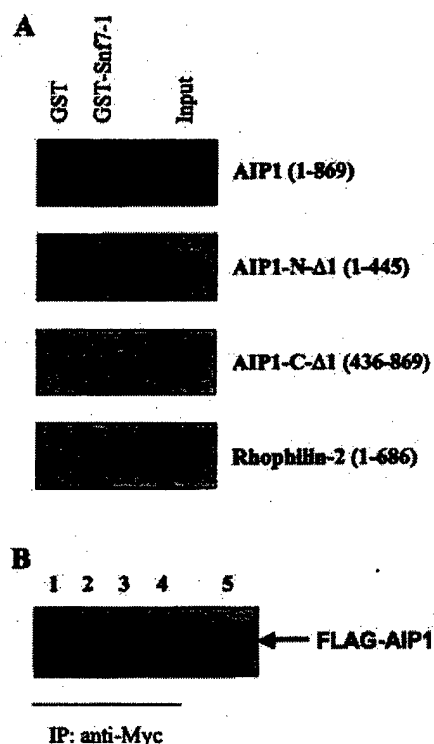 A
GST
GST-Snf7-1
Input
AIP1 (1-869)
AIP1-N-Δ1 (1-445)
AIP1-C-Δ1 (436-869)
Rhophilin-2 (1-686)
B
1 2 3 4 5
FLAG-AIP1
IP: anti-Myc